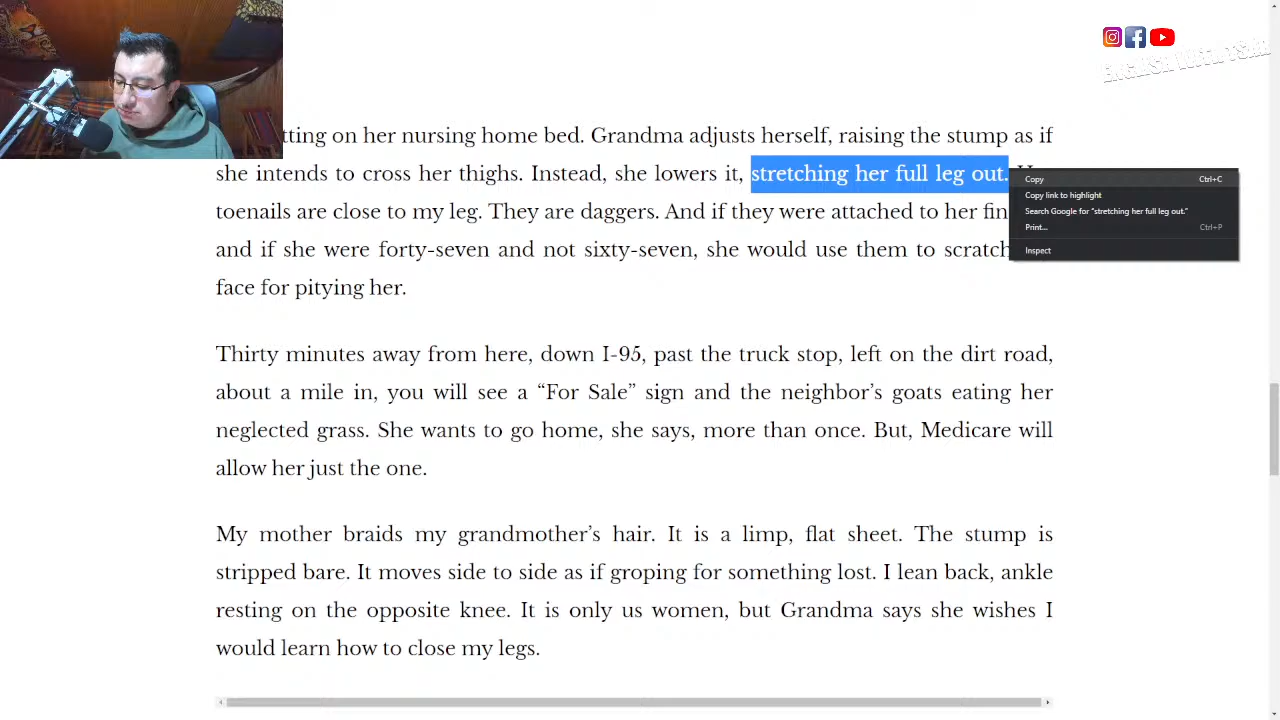 tting on her nursing home bed. Grandma adjusts herself, raising the stump as if
she intends to cross her thighs. Instead, she lowers it, stretching her full leg out.
toenails are close to my leg. They are daggers. And if they were attached to her fin
and if she were forty-seven and not sixty-seven, she would use them to scratch
face for pitying her.
Copy Ctrl+C
Copy link to highlight
Search Google for “stretching her full leg out.”
Print... Ctrl+P
Inspect
Thirty minutes away from here, down I-95, past the truck stop, left on the dirt road,
about a mile in, you will see a “For Sale” sign and the neighbor’s goats eating her
neglected grass. She wants to go home, she says, more than once. But, Medicare will
allow her just the one.
My mother braids my grandmother’s hair. It is a limp, flat sheet. The stump is
stripped bare. It moves side to side as if groping for something lost. I lean back, ankle
resting on the opposite knee. It is only us women, but Grandma says she wishes I
would learn how to close my legs.